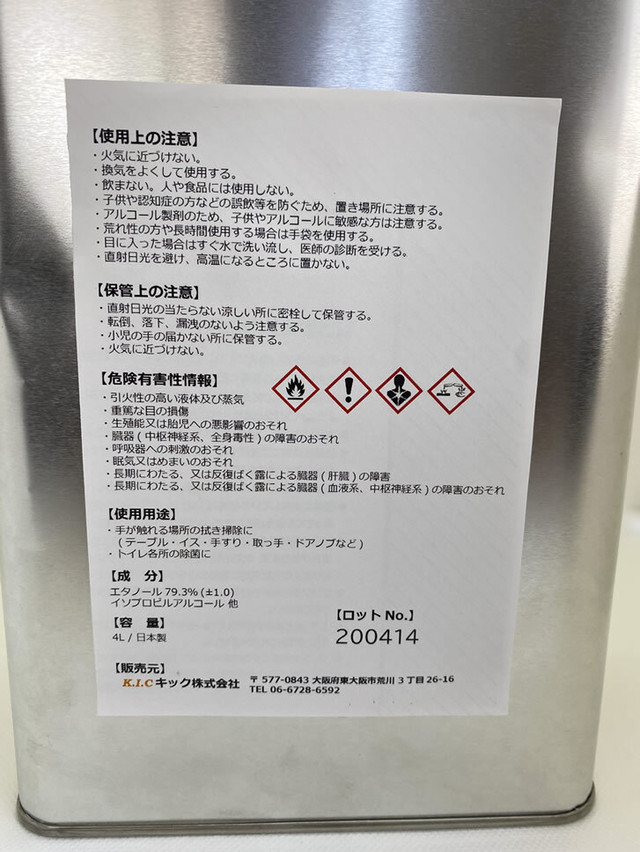 【使用上の注意】
・火気に近づけない。
・換気をよくして使用する。
・飲まない。人や食品には使用しない。
・子供や認知症の方などの誤飲等を防ぐため、置き場所に注意する。
・アルコール製剤のため、子供やアルコールに敏感な方は注意する。
・荒れ性の方や長時間使用する場合は手袋を使用する。
・目に入った場合はすぐ水で洗い流し、医師の診断を受ける。
・直射日光を避け、高温になるところに置かない。
【保管上の注意】
・直射日光の当たらない涼しい所に密栓して保管する。
・転倒、落下、漏洩のないよう注意する。
・小児の手の届かない所に保管する。
・火気に近づけない。
【危険有害性情報】
・引火性の高い液体及び蒸気
・重篤な目の損傷
・生殖能又は胎児への悪影響のおそれ
・臓器 ( 中枢神経系、全身毒性 ) の障害のおそれ
・呼吸器への刺激のおそれ
・眠気又はめまいのおそれ
・長期にわたる、又は反復ばく露による臓器 ( 肝臓 ) の障害
・長期にわたる、又は反復ばく露による臓器 ( 血液系、中枢神経系 ) の障害のおそれ
【使用用途】
・手が触れる場所の拭き掃除に
( テーブル・イス・手すり・取っ手・ドアノブなど )
・トイレ各所の除菌に
【成　分】
エタノール 79.3% (±1.0)
イソプロピルアルコール 他
【容　量】
4L / 日本製
【ロット No.】
200414
【販売元】
K.I.C キック株式会社
〒 577-0843 大阪府東大阪市荒川 3 丁目 26-16
TEL 06-6728-6592